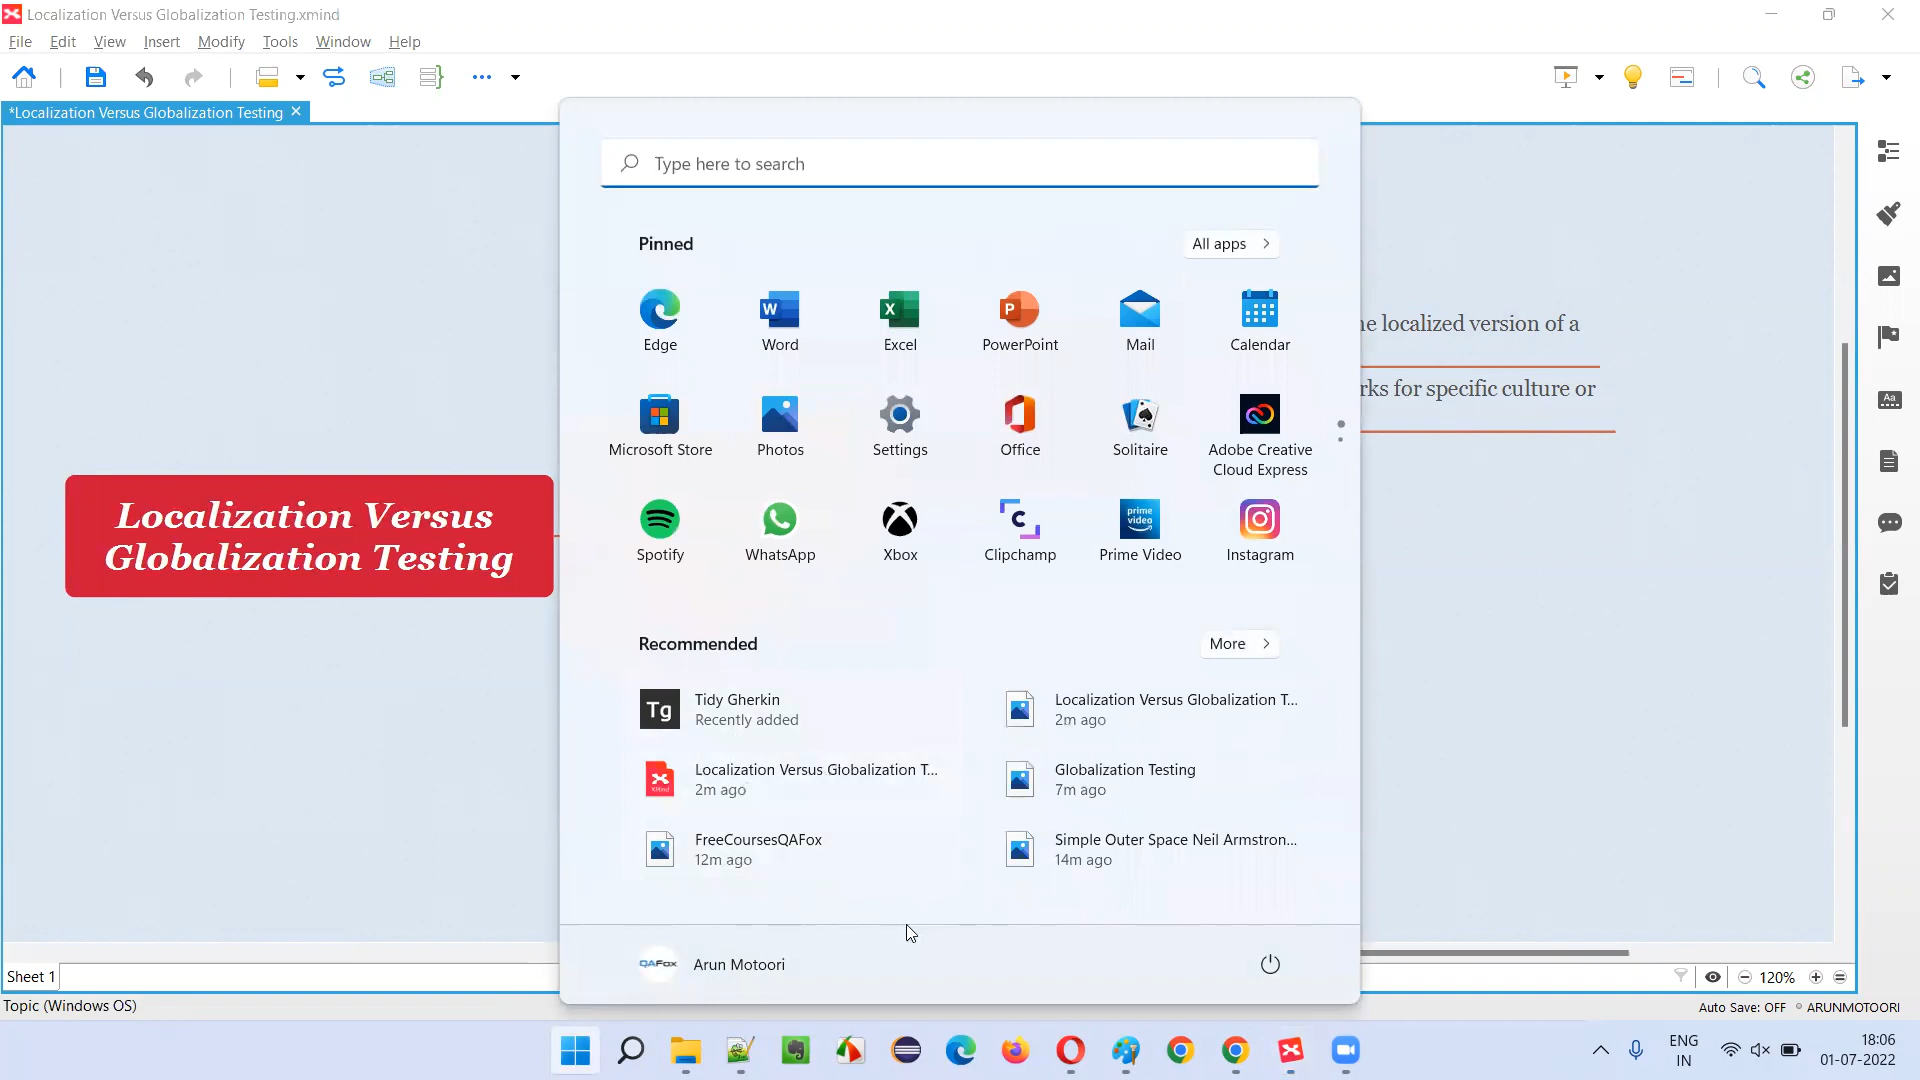 Localization Versus Globalization Testing.xmind
File Edit View Insert Modify Tools Window Help
*Localization Versus Globalization Testing
Type here to search
Pinned
All apps
Edge Word Excel PowerPoint Mail Calendar
Microsoft Store Photos Settings Office Solitaire Adobe Creative
Cloud Express
prime
video
Spotify WhatsApp Xbox Clipchamp Prime Video Instagram
he localized version of a
rks for specific culture or
Localization Versus
Globalization Testing
Recommended
More
Tg
Tidy Gherkin
Recently added
Localization Versus Globalization T...
2m ago
Localization Versus Globalization T...
2m ago
Globalization Testing
7m ago
FreeCoursesQAFox
12m ago
Simple Outer Space Neil Armstron...
14m ago
QAFox
Arun Motoori
Sheet 1
120%
Topic (Windows OS)
Auto Save: OFF
ARUNMOTOORI
ENG
IN
18:06
01-07-2022